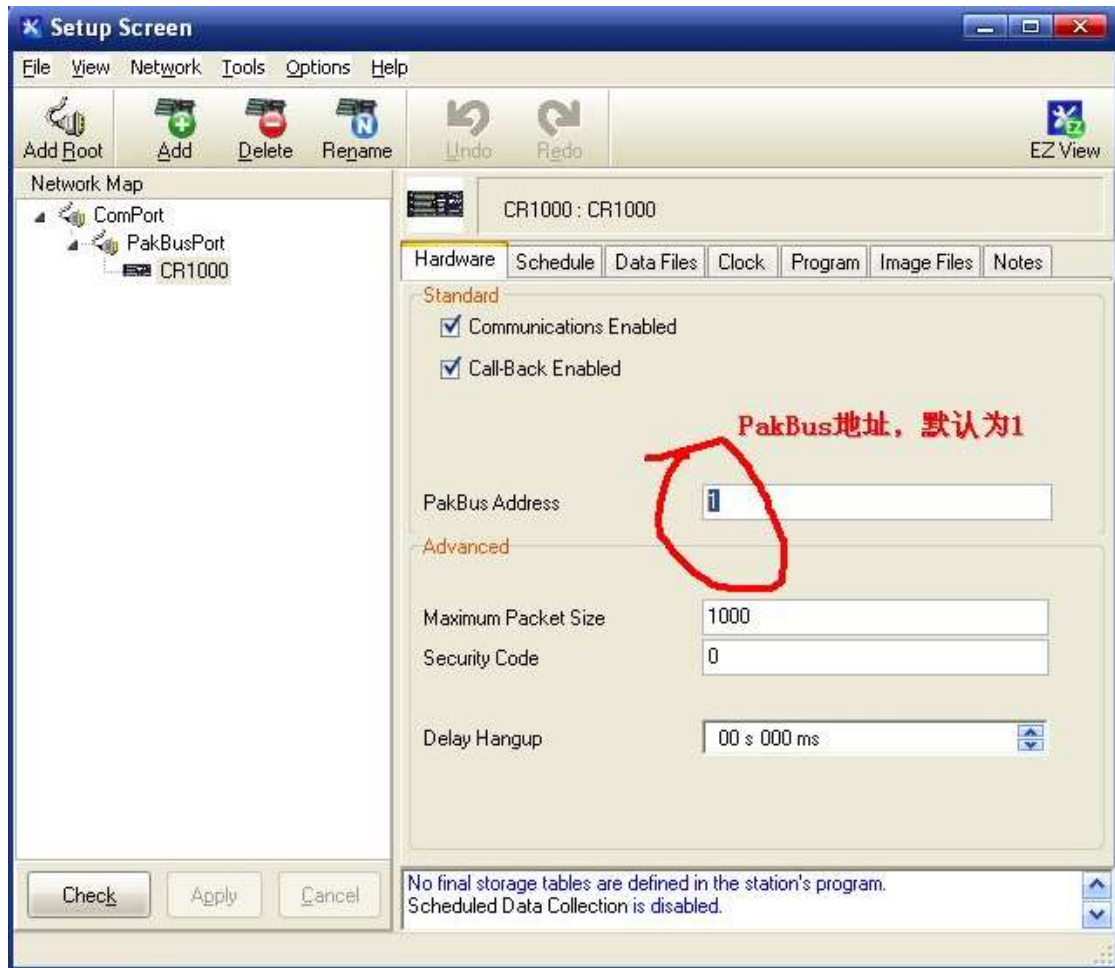 Setup Screen
File View Network Tools Options Help
Add Root Add Delete Rename Undo Redo EZ View
Network Map
ComPort
PakBusPort
CR1000
CR1000 : CR1000
Hardware Schedule Data Files Clock Program Image Files Notes
Standard
Communications Enabled
Call-Back Enabled
PakBus地址，默认为1
PakBus Address 1
Advanced
Maximum Packet Size 1000
Security Code 0
Delay Hangup 00 s 000 ms
Check Apply Cancel
No final storage tables are defined in the station's program.
Scheduled Data Collection is disabled.